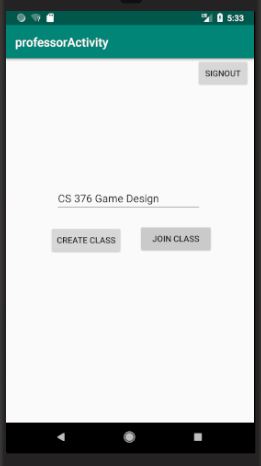 5:33
professorActivity
SIGNOUT
CS 376 Game Design
CREATE CLASS JOIN CLASS